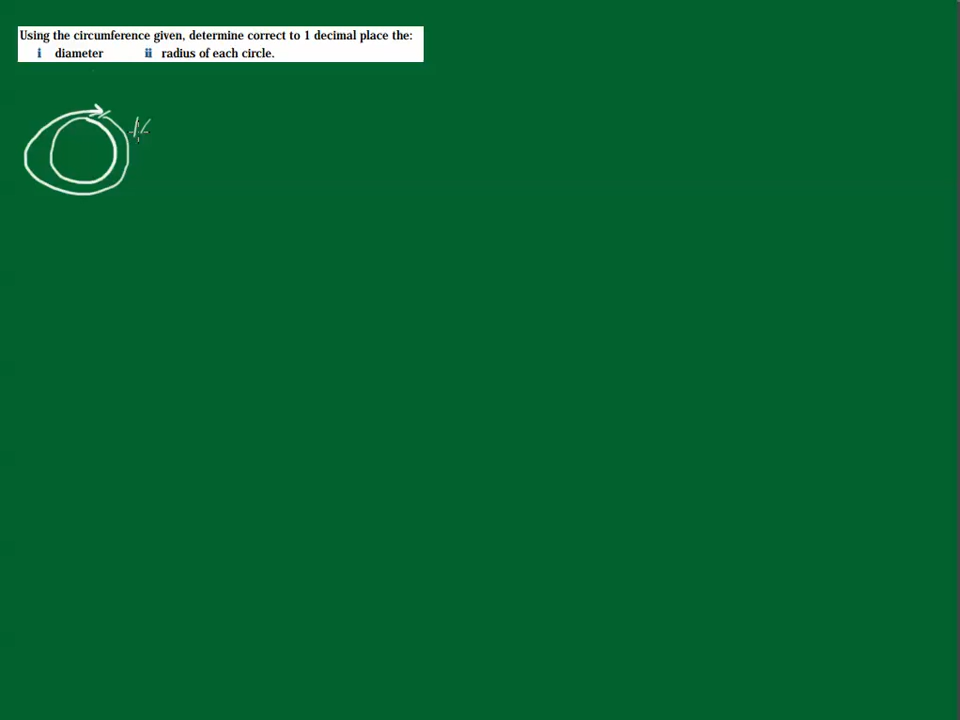 Using the circumference given, determine correct to 1 decimal place the:
i diameter ii radius of each circle.